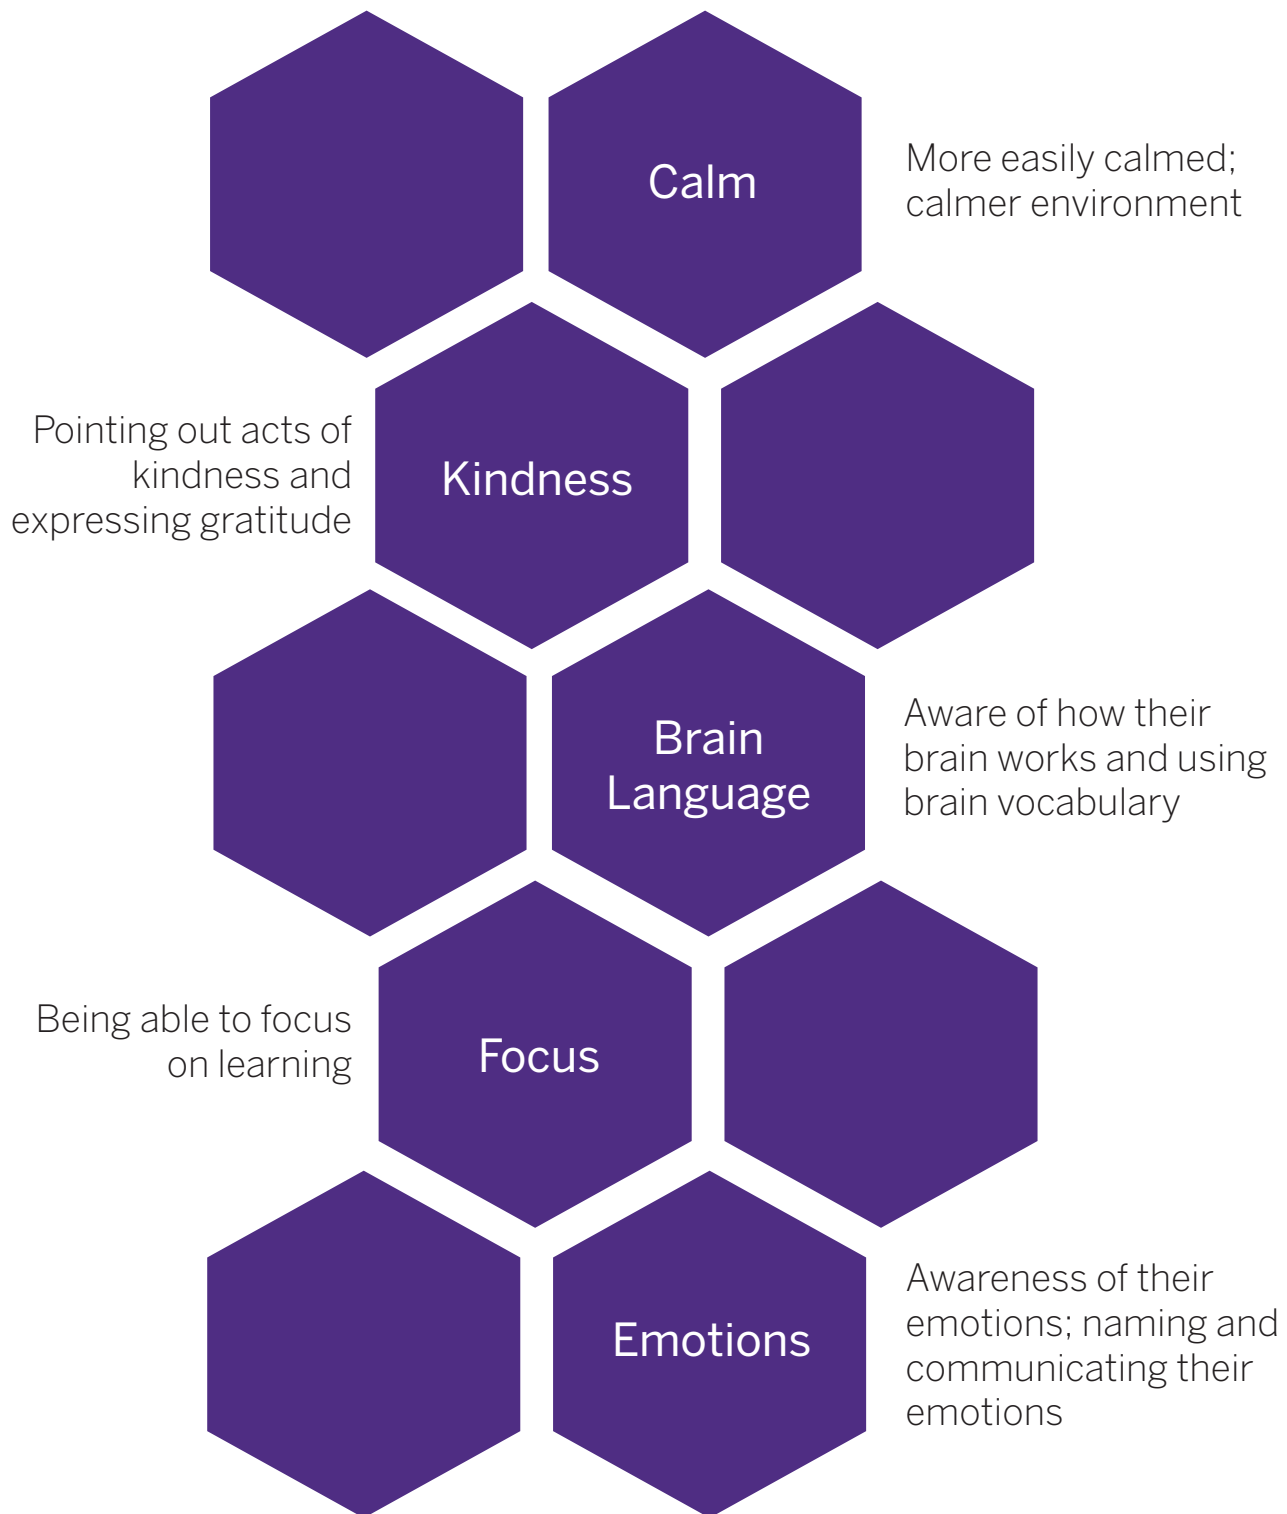 Calm
More easily calmed;
calmer environment
Pointing out acts of
kindness and
expressing gratitude
Kindness
Brain
Language
Aware of how their
brain works and using
brain vocabulary
Being able to focus
on learning
Focus
Emotions
Awareness of their
emotions; naming and
communicating their
emotions